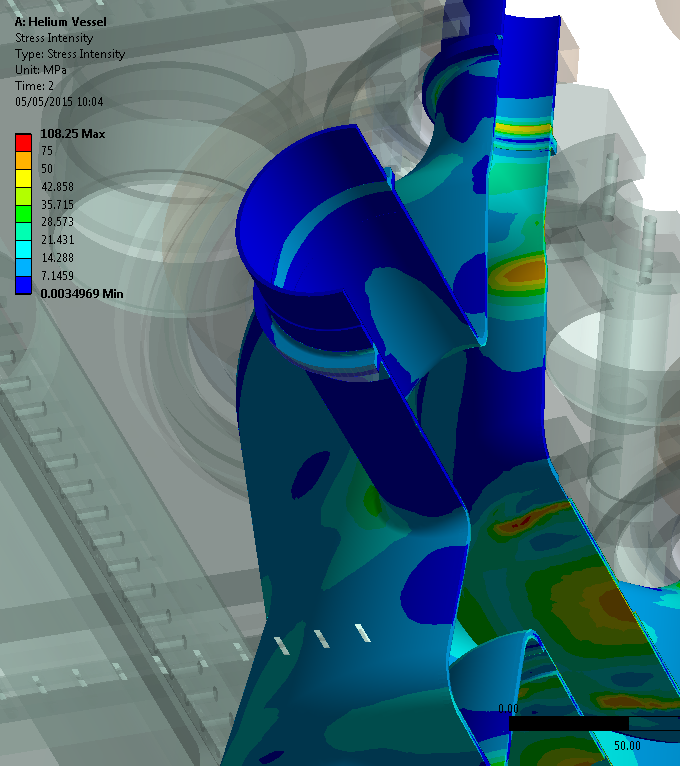 A: Helium Vessel
Stress Intensity
Type: Stress Intensity
Unit: MPa
Time: 2
05/05/2015 10:04
108.25 Max
75
50
42.858
35.715
28.573
21.431
14.288
7.1459
0.0034969 Min
0.00
50.00